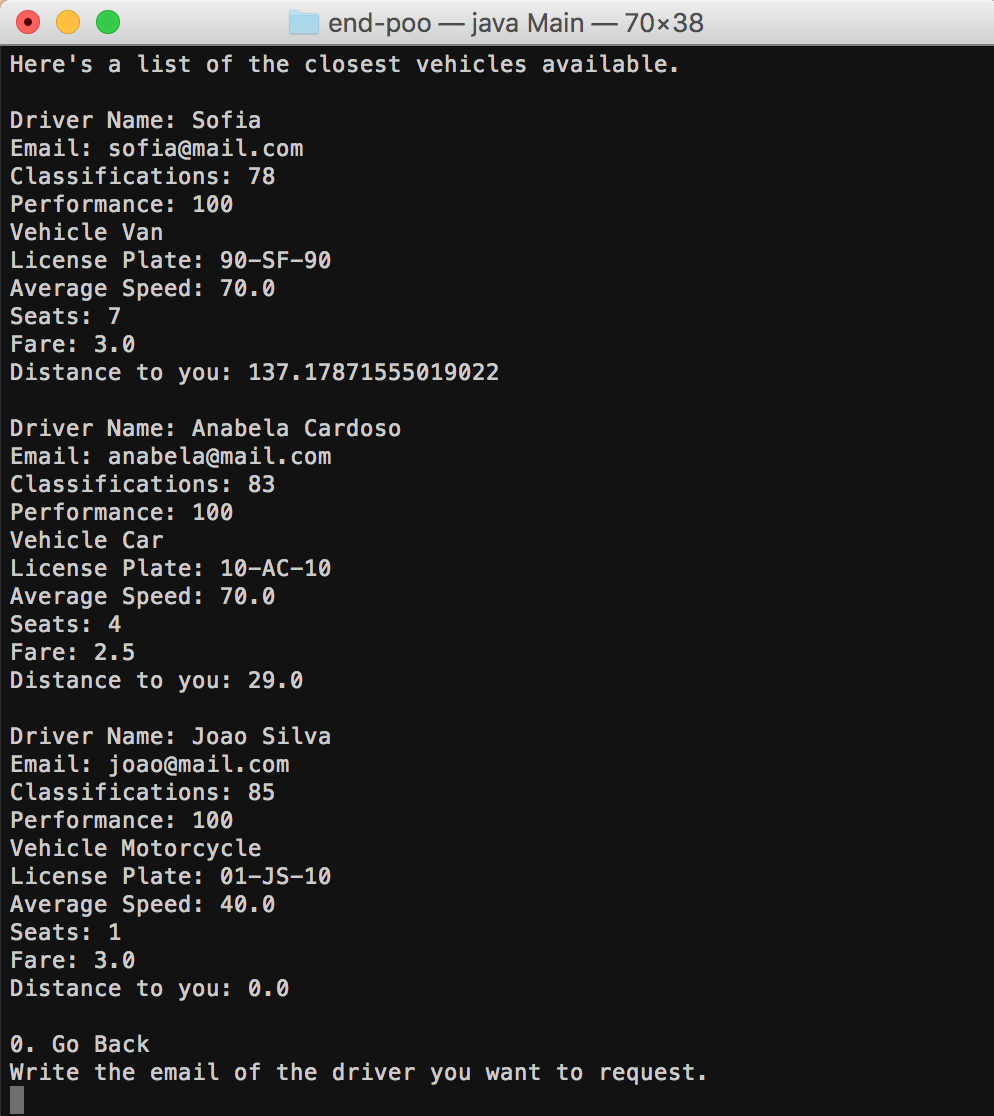 end-poo — java Main — 70×38
Here's a list of the closest vehicles available.
Driver Name: Sofia
Email: sofia@mail.com
Classifications: 78
Performance: 100
Vehicle Van
License Plate: 90-SF-90
Average Speed: 70.0
Seats: 7
Fare: 3.0
Distance to you: 137.17871555019022
Driver Name: Anabela Cardoso
Email: anabela@mail.com
Classifications: 83
Performance: 100
Vehicle Car
License Plate: 10-AC-10
Average Speed: 70.0
Seats: 4
Fare: 2.5
Distance to you: 29.0
Driver Name: Joao Silva
Email: joao@mail.com
Classifications: 85
Performance: 100
Vehicle Motorcycle
License Plate: 01-JS-10
Average Speed: 40.0
Seats: 1
Fare: 3.0
Distance to you: 0.0
0. Go Back
Write the email of the driver you want to request.